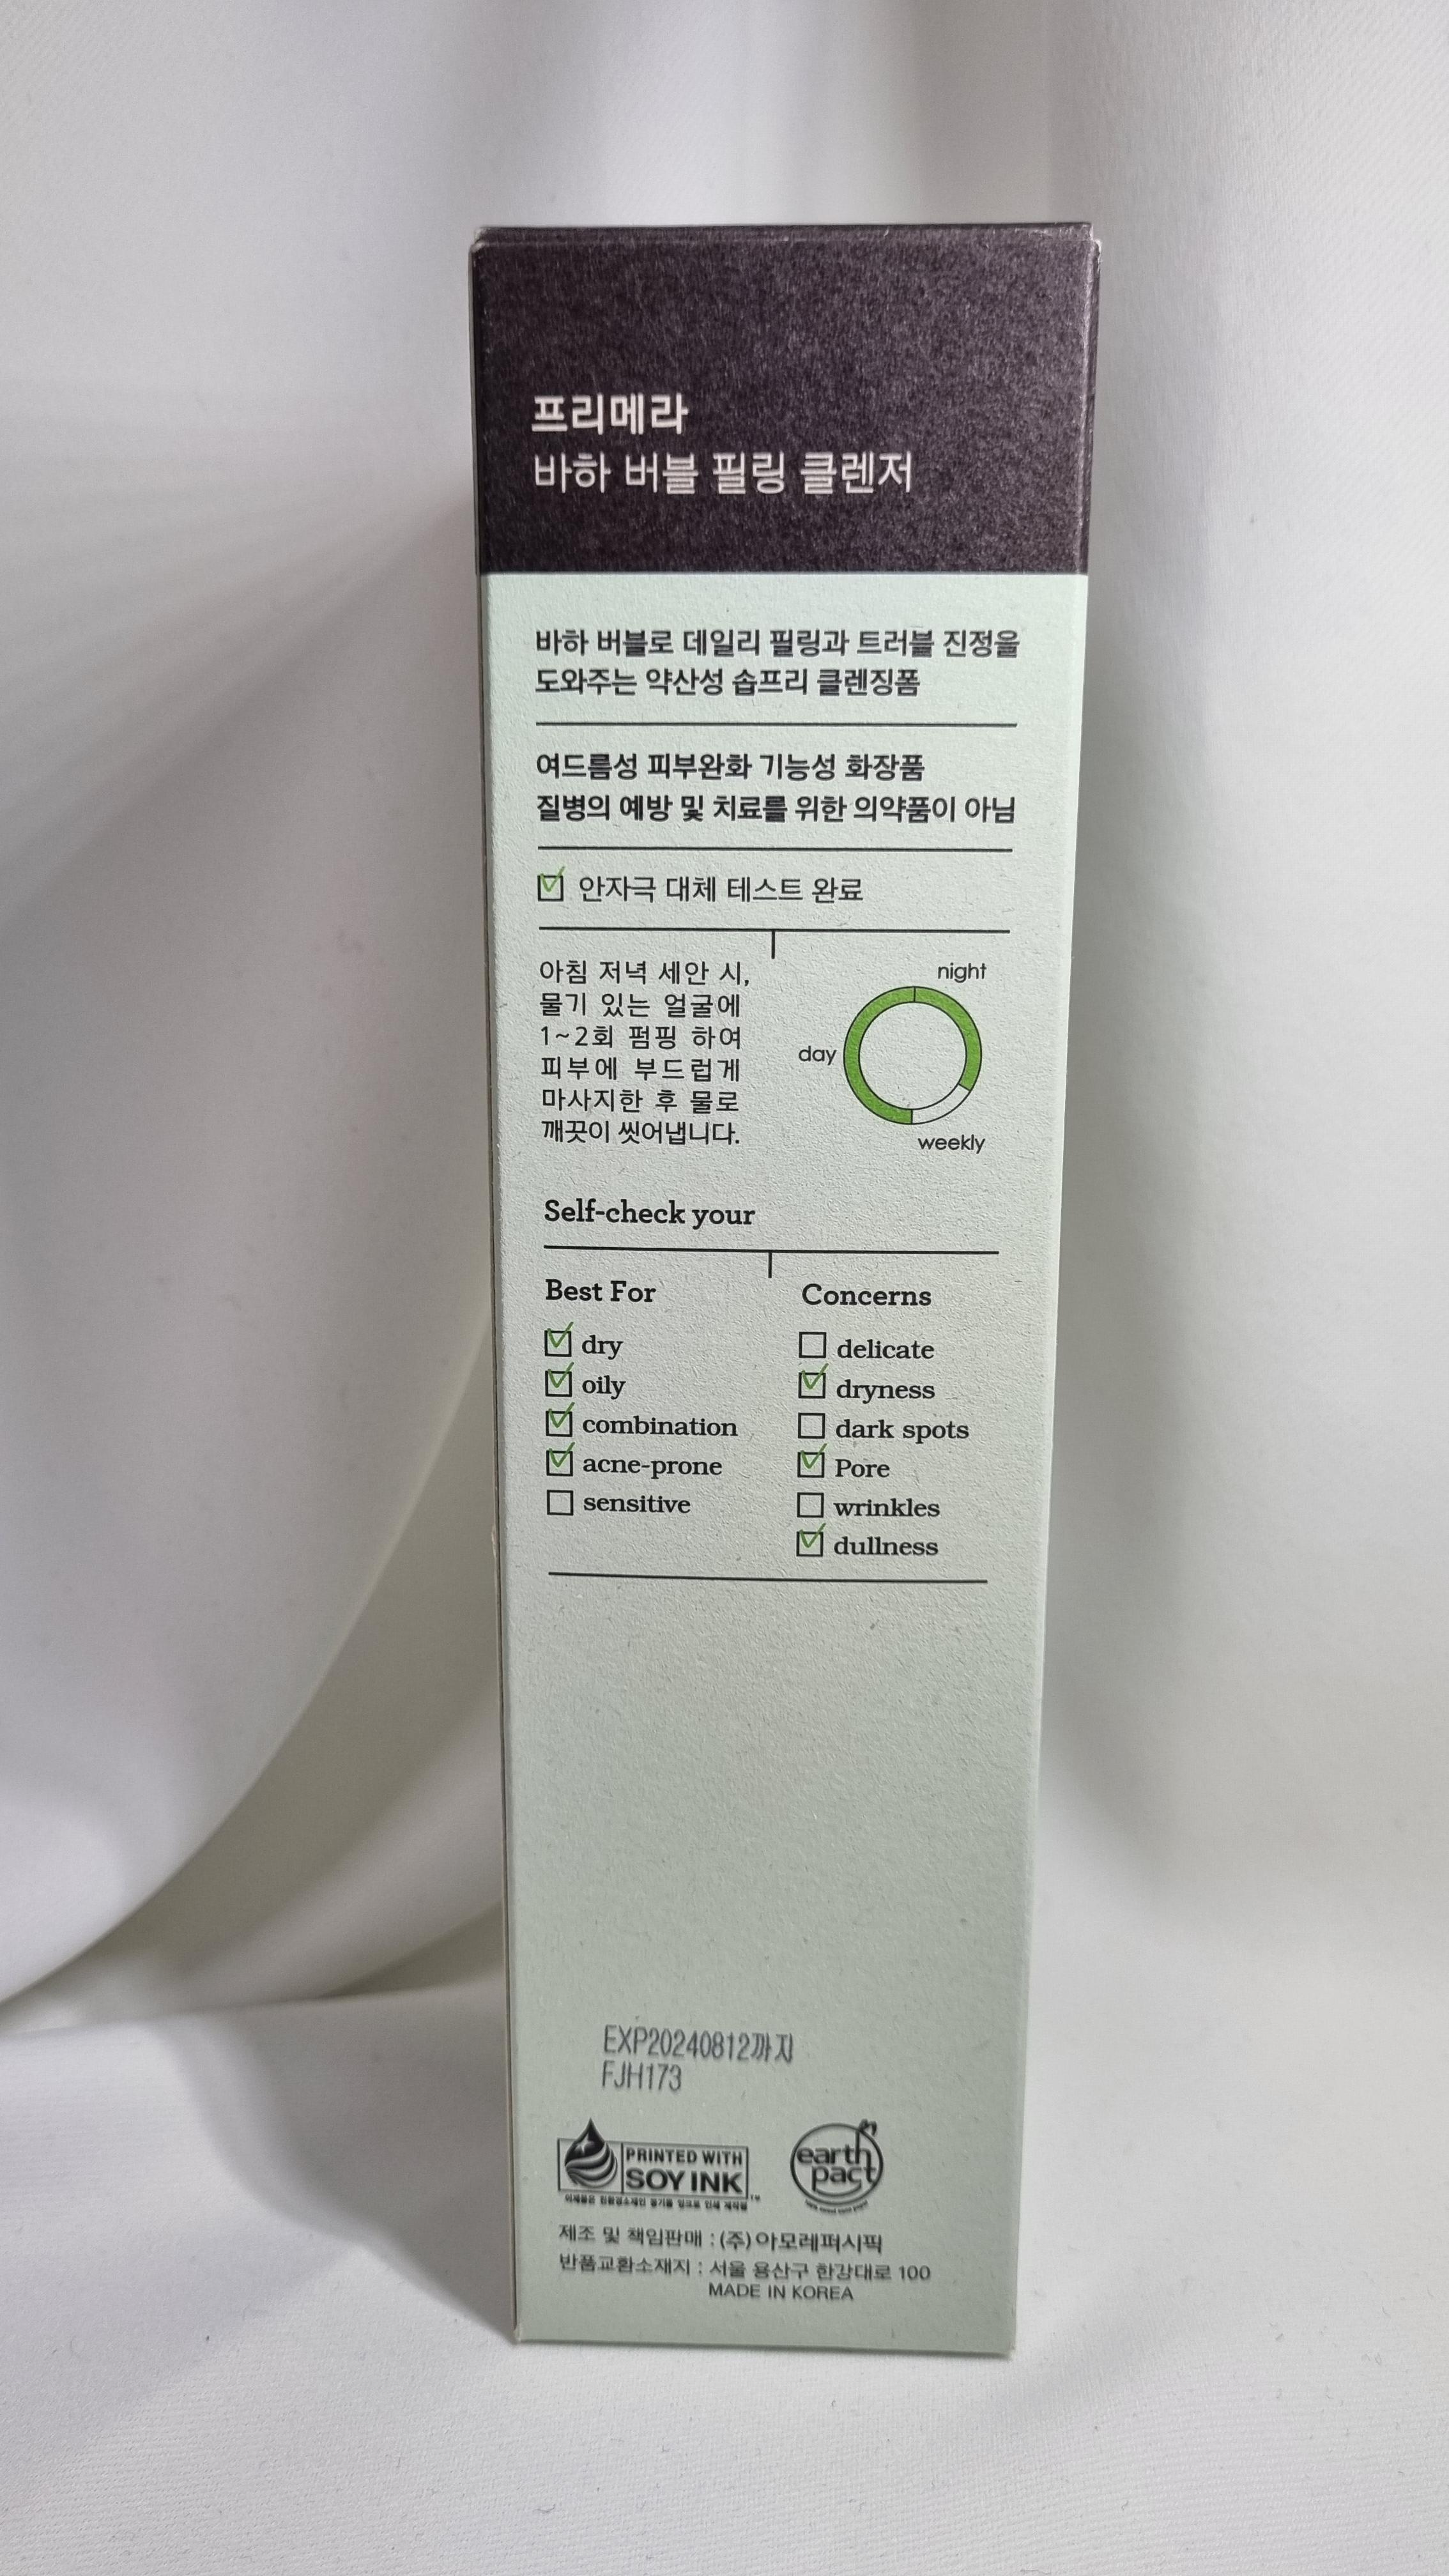 프리메라
바하 버블 필링 클렌저
바하 버블로 데일리 필링과 트러블 진정을
도와주는 약산성 솝프리 클렌징폼
여드름성 피부완화 기능성 화장품
질병의 예방 및 치료를 위한 의약품이 아님
안자극 대체 테스트 완료
아침 저녁 세안 시,
물기 있는 얼굴에
1~2회 펌핑 하여
피부에 부드럽게
마사지한 후 물로
깨끗이 씻어냅니다.
night
day
weekly
Self-check your
Best For
dry
oily
combination
acne-prone
sensitive
Concerns
delicate
dryness
dark spots
Pore
wrinkles
dullness
EXP20240812까지
FJH173
PRINTED WITH
SOY INK
earth
pact
제조 및 책임판매 : (주)아모레퍼시픽
반품교환소재지 : 서울 용산구 한강대로 100
MADE IN KOREA